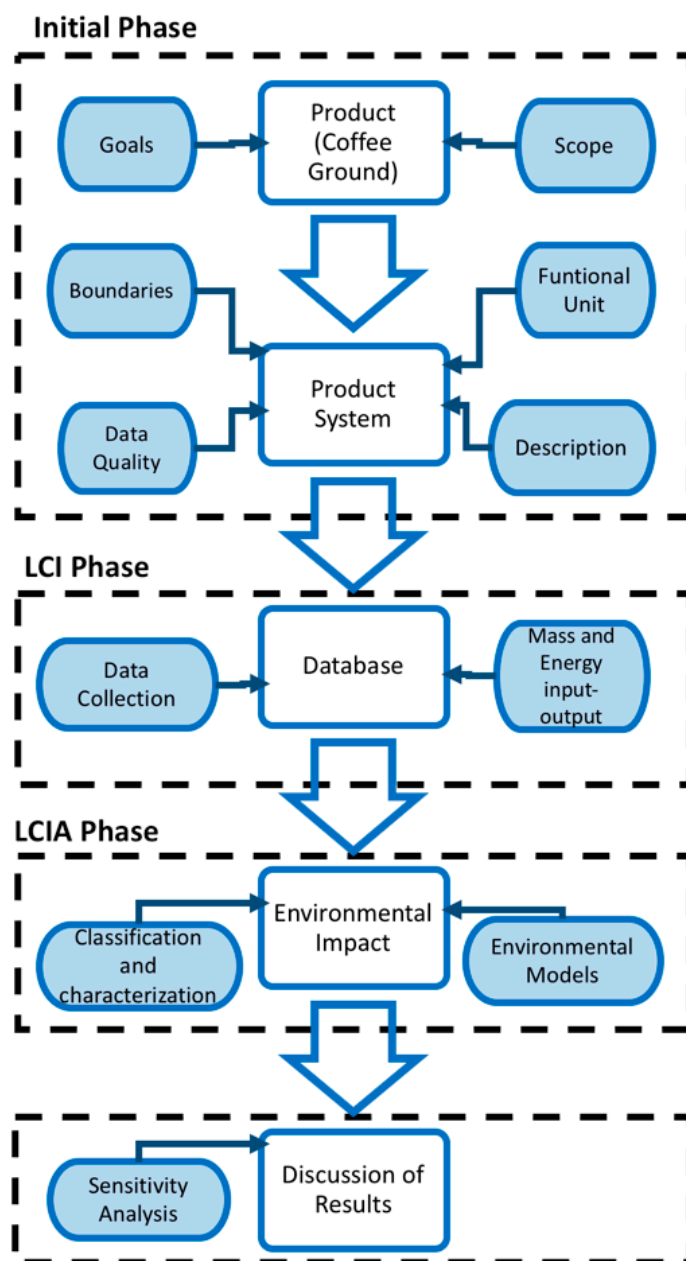 Initial Phase
Goals
Product
(Coffee
Ground)
Scope
Boundaries
Funtional
Unit
Product
System
Data
Quality
Description
LCI Phase
Data
Collection
Database
Mass and
Energy
input-
output
LCIA Phase
Classification
and
characterization
Environmental
Impact
Environmental
Models
Sensitivity
Analysis
Discussion of
Results